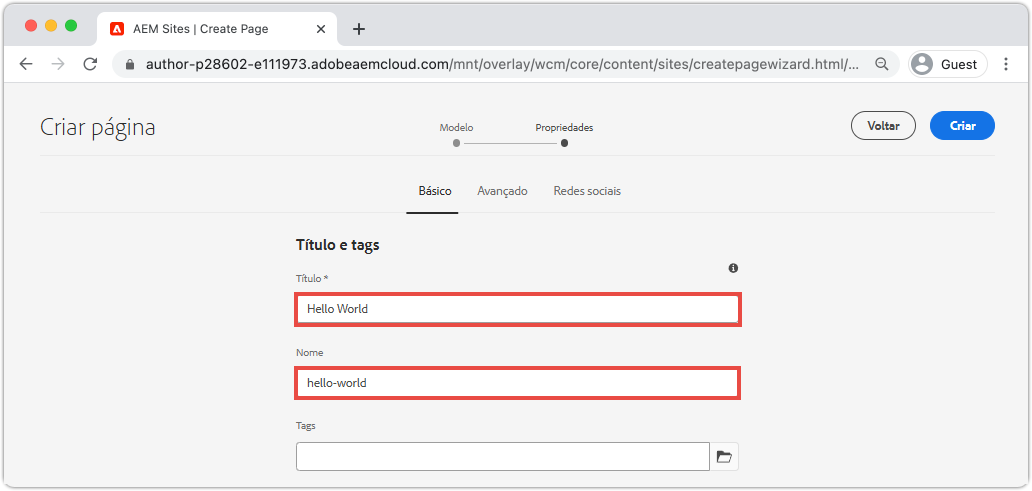 AEM Sites | Create Page
author-p28602-e111973.adobeaemcloud.com/mnt/overlay/wcm/core/content/sites/createpagewizard.html/...
Guest
Criar página
Modelo
Propriedades
Voltar
Criar
Básico
Avançado
Redes sociais
Título e tags
Título *
Hello World
Nome
hello-world
Tags